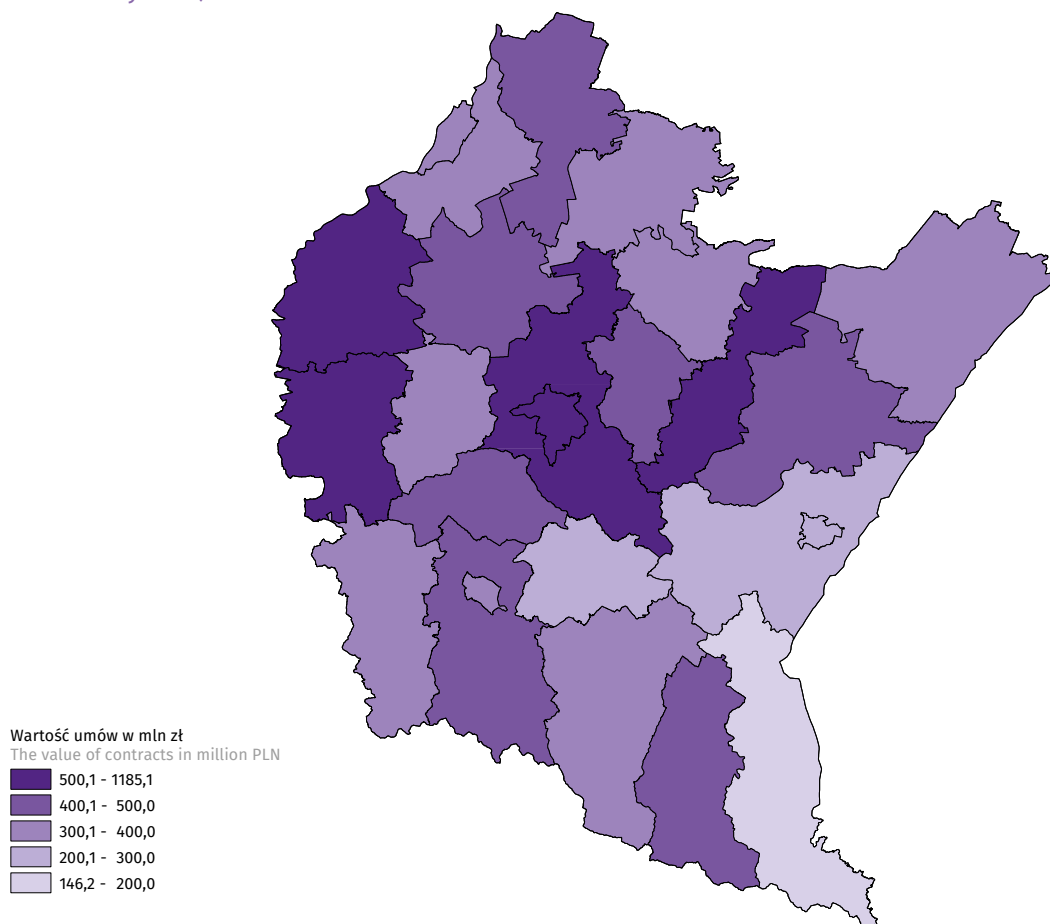 Wartość umów w mln zł
The value of contracts in million PLN
500,1 - 1185,1
400,1 - 500,0
300,1 - 400,0
200,1 - 300,0
146,2 - 200,0